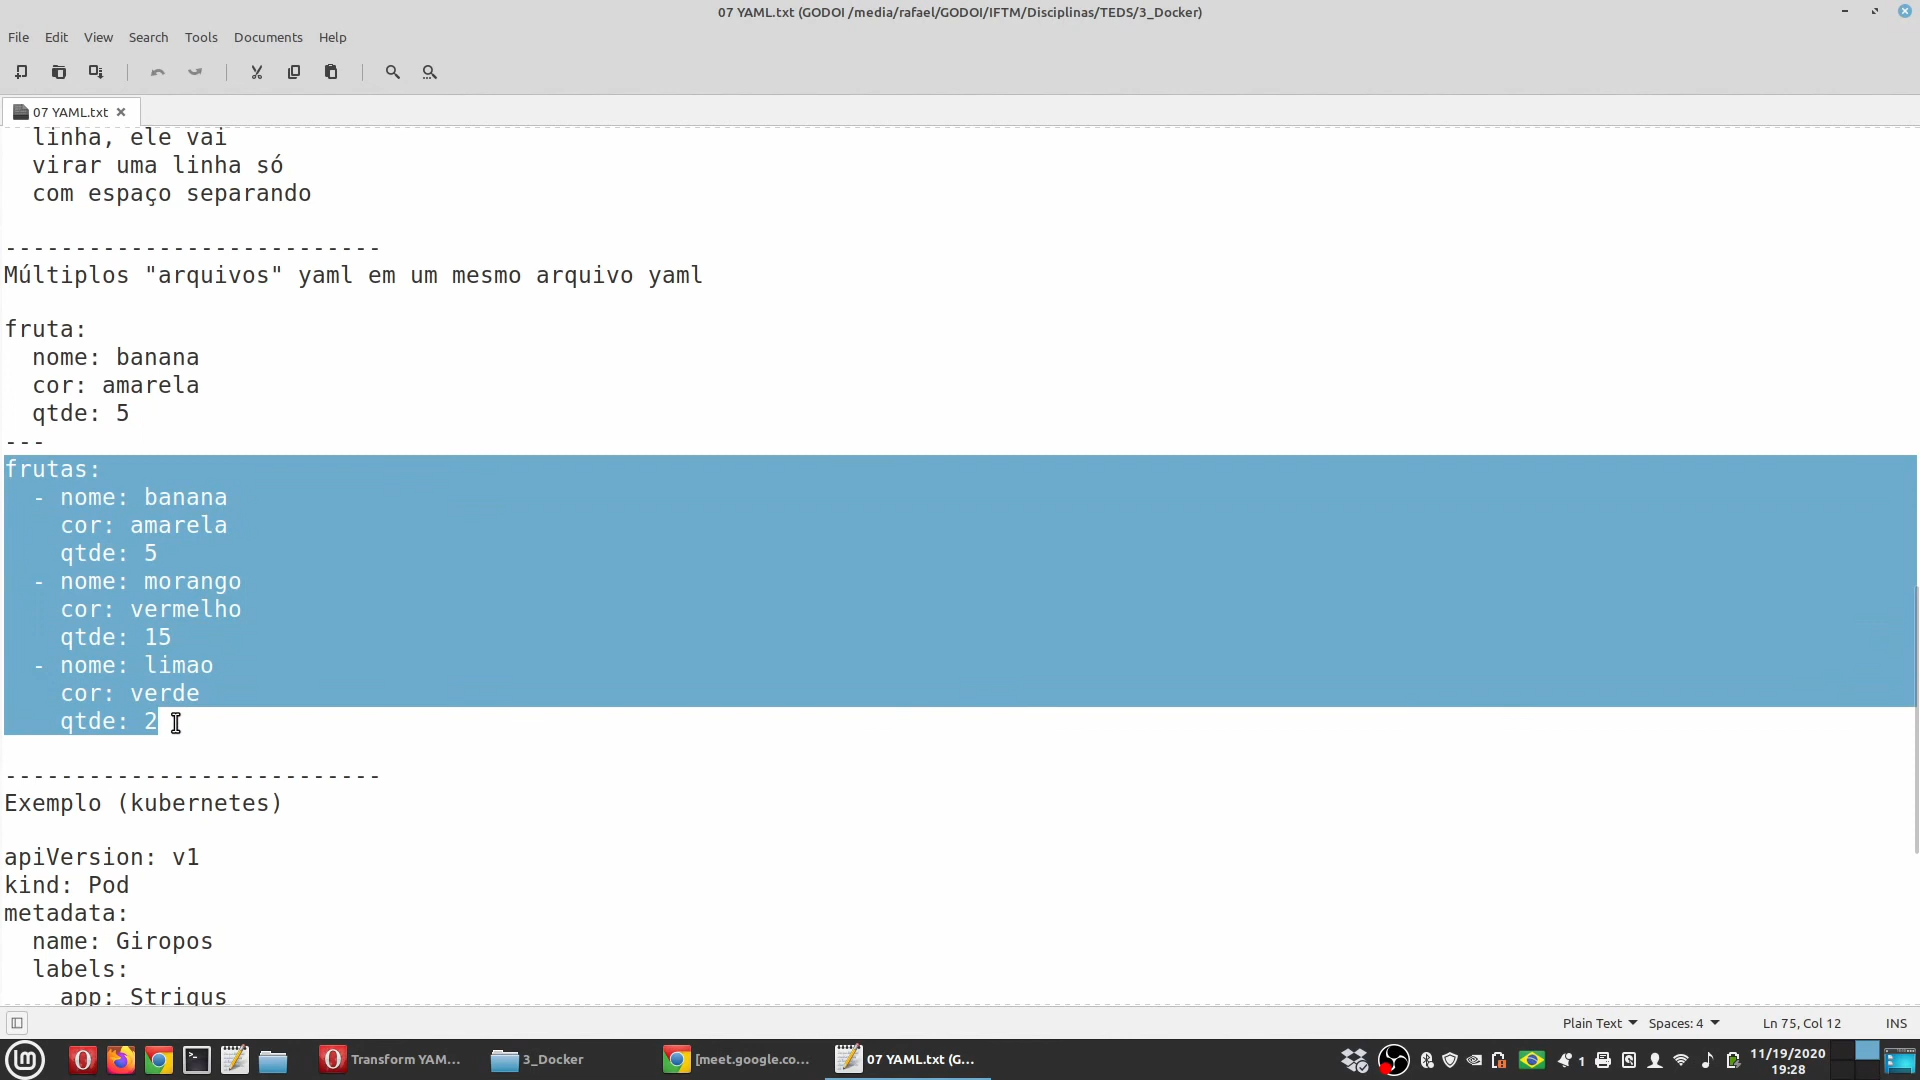 07 YAML.txt (GODOI /media/rafael/GODOI/IFTM/Disciplinas/TEDS/3_Docker)
File Edit View Search Tools Documents Help
07 YAML.txt
linha, ele vai
virar uma linha só
com espaço separando
---------------------------
Múltiplos "arquivos" yaml em um mesmo arquivo yaml
fruta:
nome: banana
cor: amarela
qtde: 5
---
frutas:
- nome: banana
cor: amarela
qtde: 5
- nome: morango
cor: vermelho
qtde: 15
- nome: limao
cor: verde
qtde: 2
---------------------------
Exemplo (kubernetes)
apiVersion: v1
kind: Pod
metadata:
name: Giropos
labels:
app: Strigus
Plain Text Spaces: 4 Ln 75, Col 12 INS
lm Transform YAM... 3_Docker [meet.google.co... 07 YAML.txt (G... 1 11/19/2020
19:28